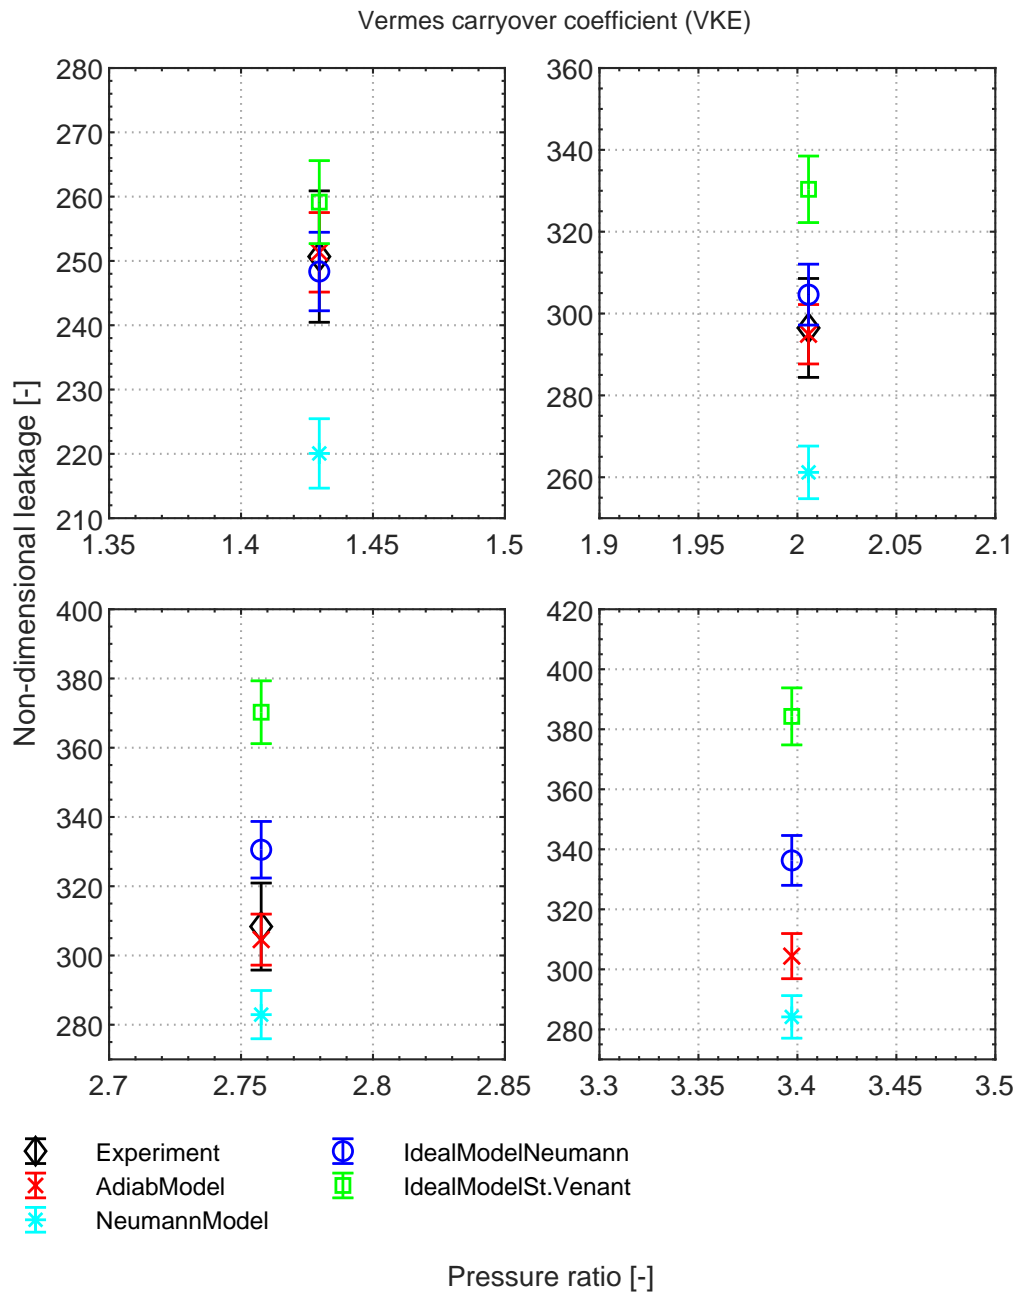 Vermes carryover coefficient (VKE)
Non-dimensional leakage [-]
280
270
260
250
240
230
220
210
1.35 1.4 1.45 1.5
360
340
320
300
280
260
1.9 1.95 2 2.05 2.1
400
380
360
340
320
300
280
2.7 2.75 2.8 2.85
420
400
380
360
340
320
300
280
3.3 3.35 3.4 3.45 3.5
Experiment
AdiabModel
NeumannModel
IdealModelNeumann
IdealModelSt.Venant
Pressure ratio [-]